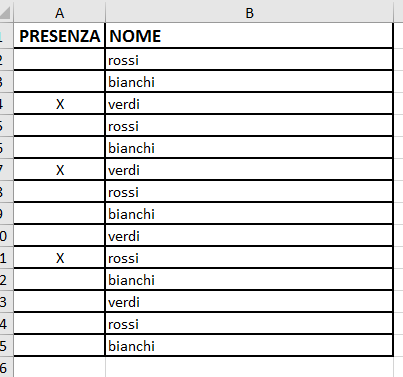 A B
1 PRESENZA NOME
2 rossi
3 bianchi
4 X verdi
5 rossi
6 bianchi
7 X verdi
8 rossi
9 bianchi
0 verdi
1 X rossi
2 bianchi
3 verdi
4 rossi
5 bianchi
6